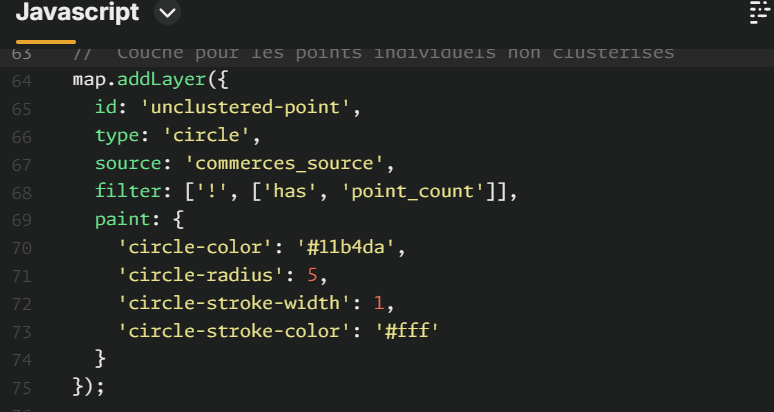 Javascript
63 // Couche pour les points individuels non clusterisés
64 map.addLayer({
65 id: 'unclustered-point',
66 type: 'circle',
67 source: 'commerces_source',
68 filter: ['!', ['has', 'point_count']],
69 paint: {
70 'circle-color': '#11b4da',
71 'circle-radius': 5,
72 'circle-stroke-width': 1,
73 'circle-stroke-color': '#fff'
74 }
75 });